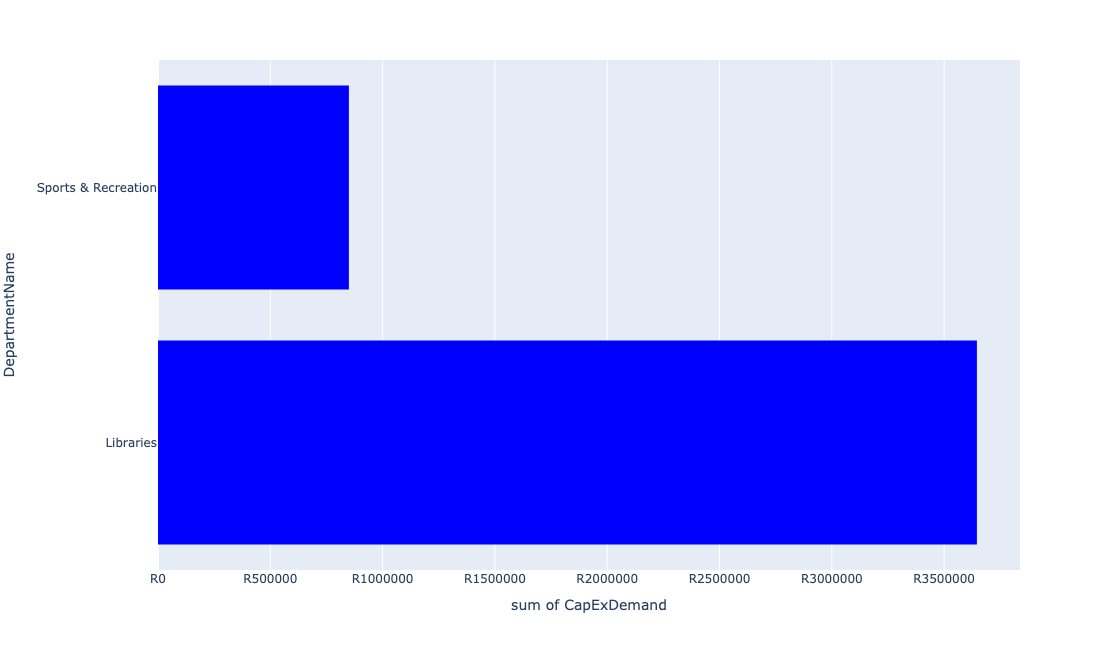 DepartmentName
Sports & Recreation
Libraries
R0 R500000 R1000000 R1500000 R2000000 R2500000 R3000000 R3500000
sum of CapExDemand